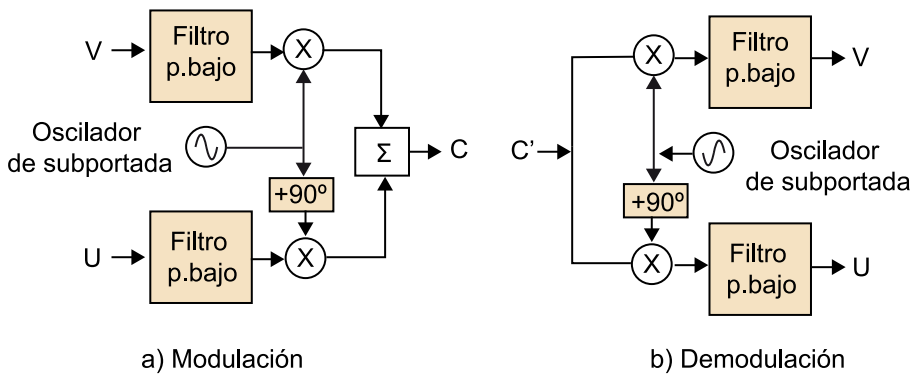 V
Filtro
p.bajo
X
Oscilador
de subportada
Σ
C
+90º
U
Filtro
p.bajo
X
a) Modulación
X
Filtro
p.bajo
V
C'
Oscilador
de subportada
+90º
X
Filtro
p.bajo
U
b) Demodulación